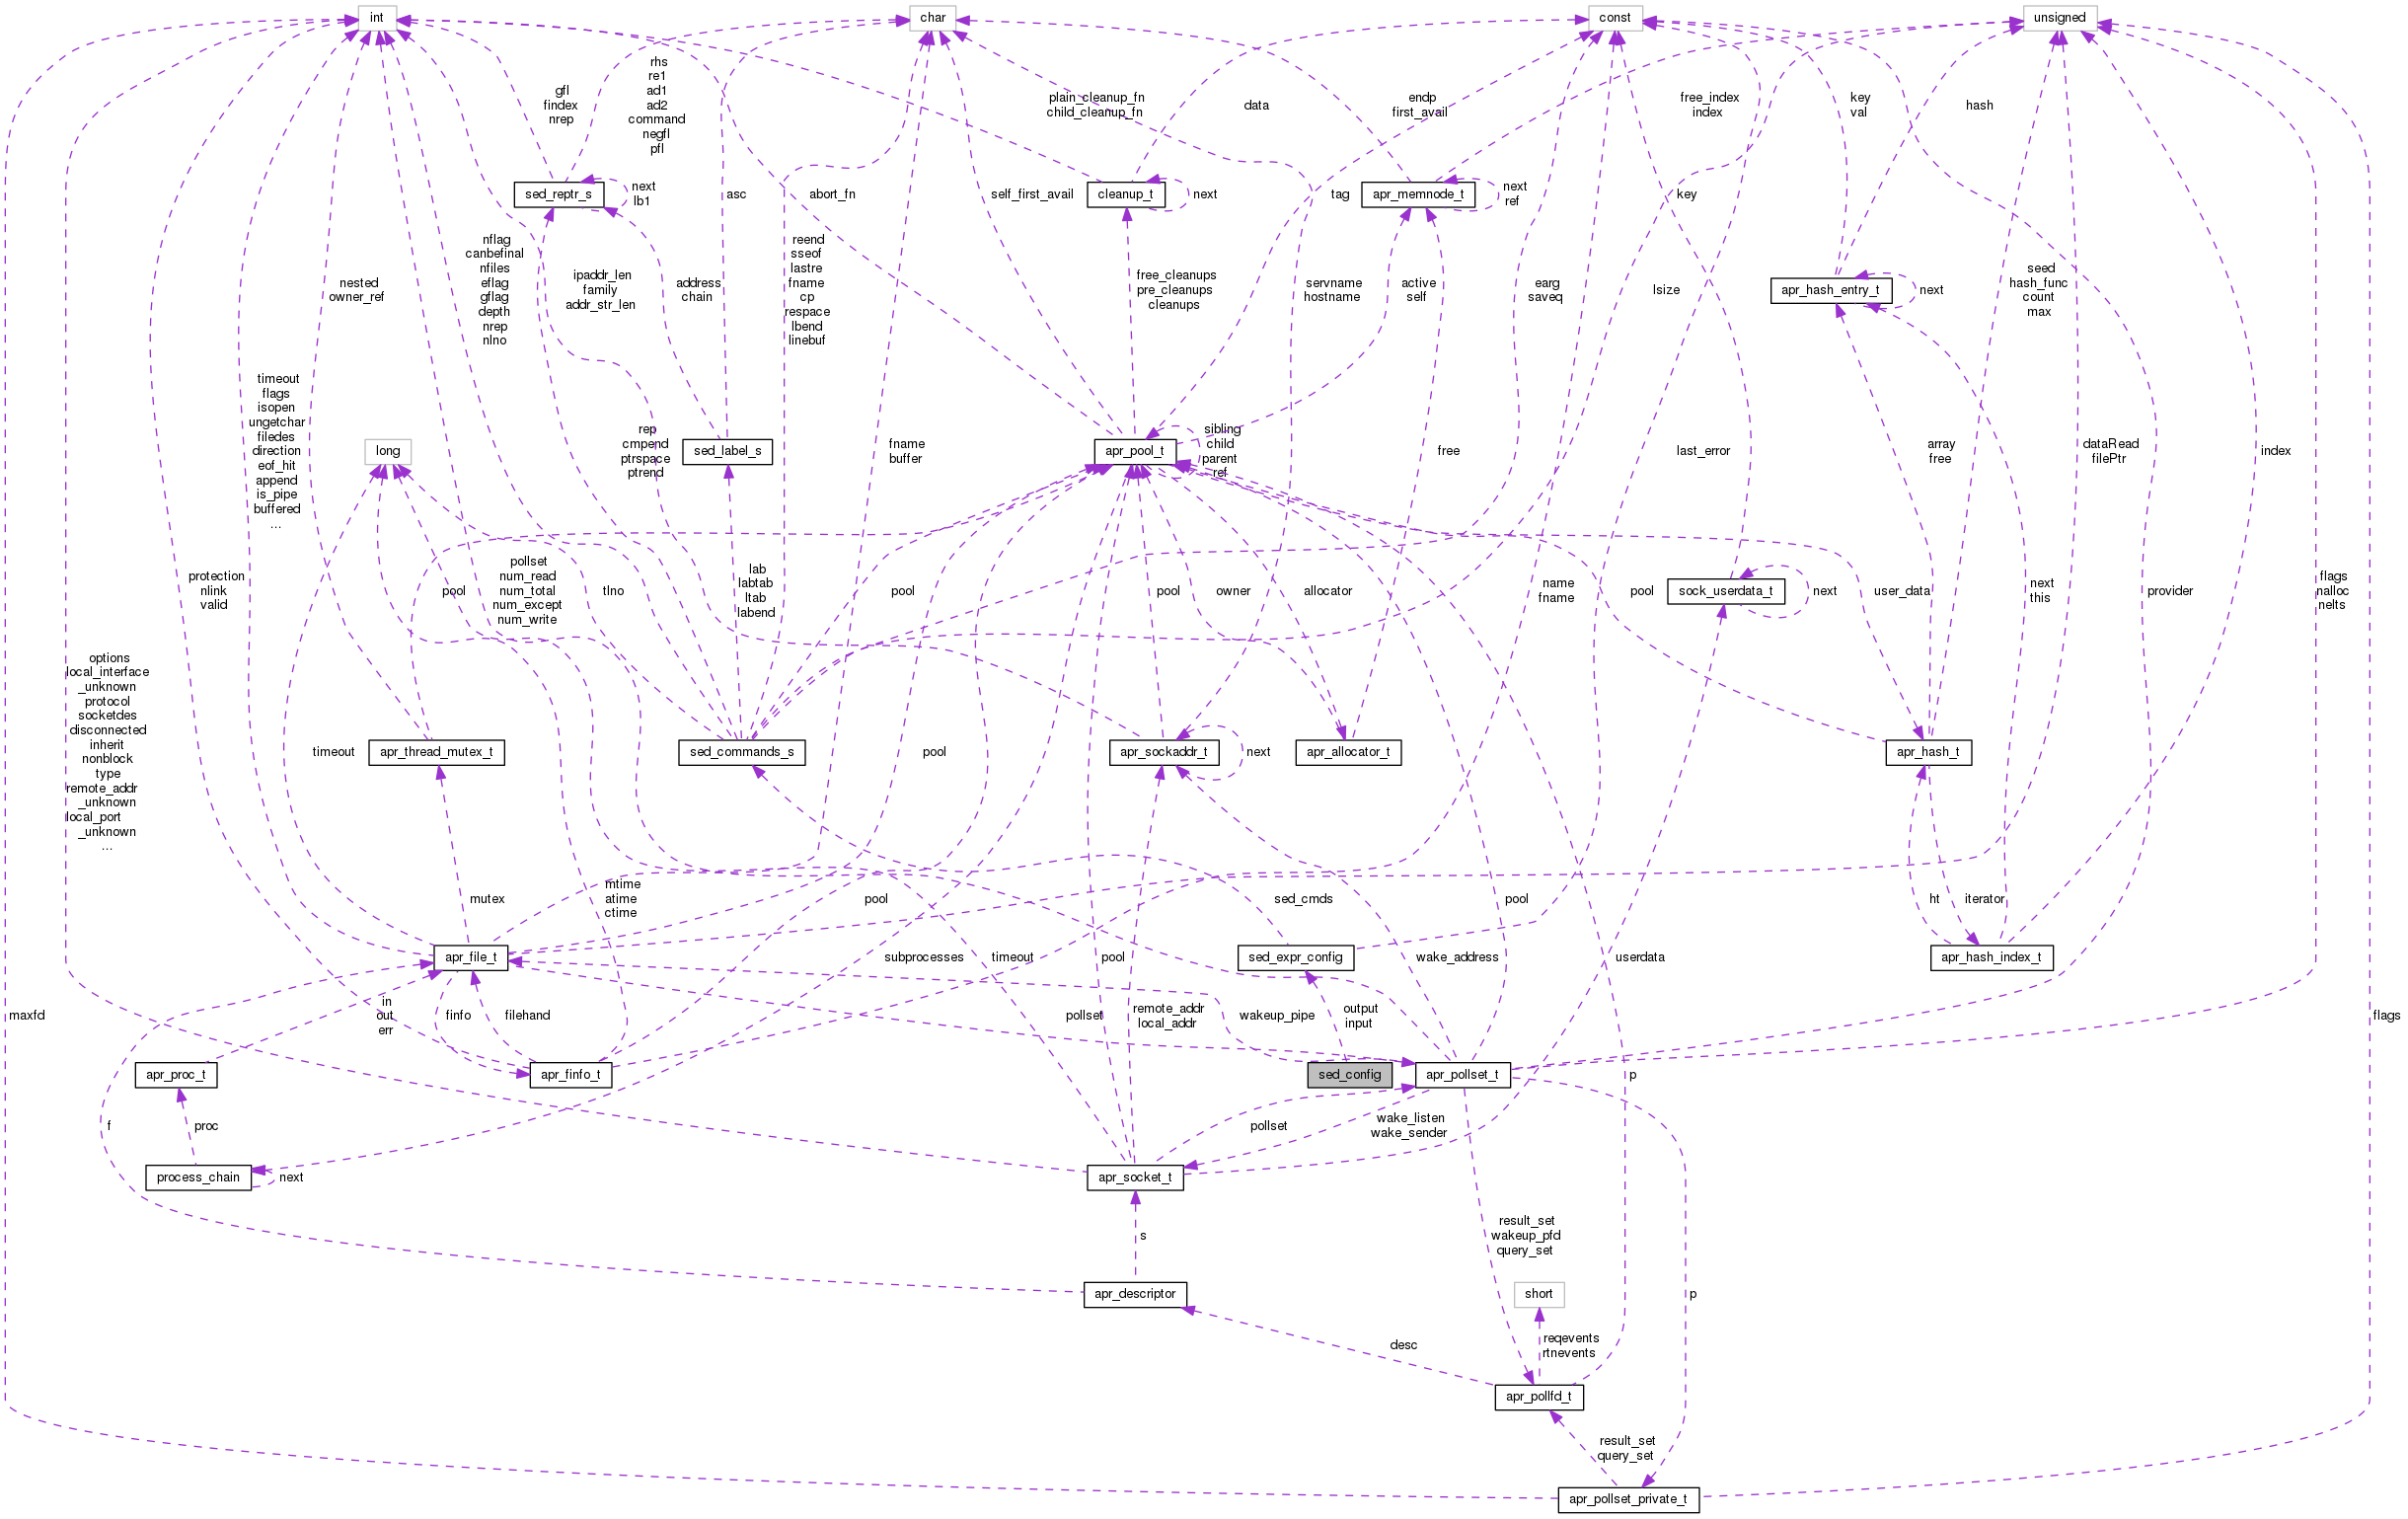 int
char
const
unsigned
rhs
re1
ad1
ad2
command
negfl
pfl
gfl
findex
nrep
plain_cleanup_fn
child_cleanup_fn
data
endp
first_avail
free_index
index
key
val
hash
sed_reptr_s
next
lb1
asc
abort_fn
self_first_avail
cleanup_t
next
tag
apr_memnode_t
next
ref
key
nflag
canbefinal
nfiles
eflag
gflag
depth
nrep
nlno
nested
owner_ref
ipaddr_len
family
addr_str_len
address
chain
reend
sseof
lastre
fname
cp
respace
lbend
linebuf
free_cleanups
pre_cleanups
cleanups
servname
hostname
active
self
earg
saveq
lsize
apr_hash_entry_t
next
seed
hash_func
count
max
timeout
flags
isopen
ungetchar
filedes
direction
eof_hit
append
is_pipe
buffered
...
long
rep
cmpend
ptrspace
ptrend
sed_label_s
fname
buffer
apr_pool_t
sibling
child
parent
ref
free
last_error
array
free
dataRead
filePtr
index
protection
nlink
valid
pool
pollset
num_read
num_total
num_except
num_write
tlno
lab
labtab
ltab
labend
pool
pool
owner
allocator
name
fname
pool
sock_userdata_t
next
user_data
next
this
provider
flags
nalloc
nelts
options
local_interface
_unknown
protocol
socketdes
disconnected
inherit
nonblock
type
remote_addr
_unknown
local_port
_unknown
...
timeout
apr_thread_mutex_t
sed_commands_s
pool
apr_sockaddr_t
next
apr_allocator_t
apr_hash_t
mutex
mtime
atime
ctime
pool
sed_cmds
pool
ht
iterator
apr_file_t
subprocesses
timeout
pool
sed_expr_config
wake_address
userdata
apr_hash_index_t
maxfd
in
out
err
finfo
filehand
pollset
remote_addr
local_addr
wakeup_pipe
output
input
flags
apr_proc_t
apr_finfo_t
sed_config
apr_pollset_t
p
f
proc
pollset
wake_listen
wake_sender
process_chain
next
apr_socket_t
s
result_set
wakeup_pfd
query_set
apr_descriptor
short
p
desc
reqevents
rtnevents
apr_pollfd_t
result_set
query_set
apr_pollset_private_t